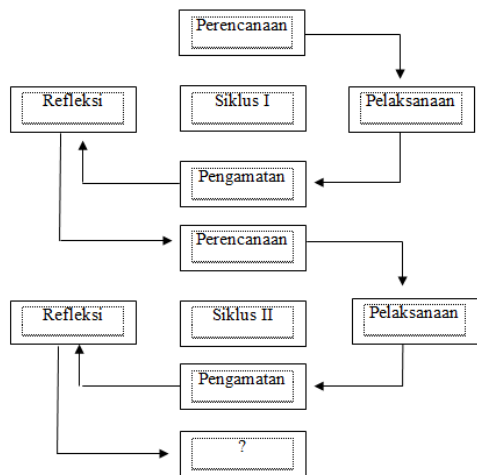 Perencanaan
Refleksi
Siklus I
Pelaksanaan
Pengamatan
Perencanaan
Refleksi
Siklus II
Pelaksanaan
Pengamatan
?